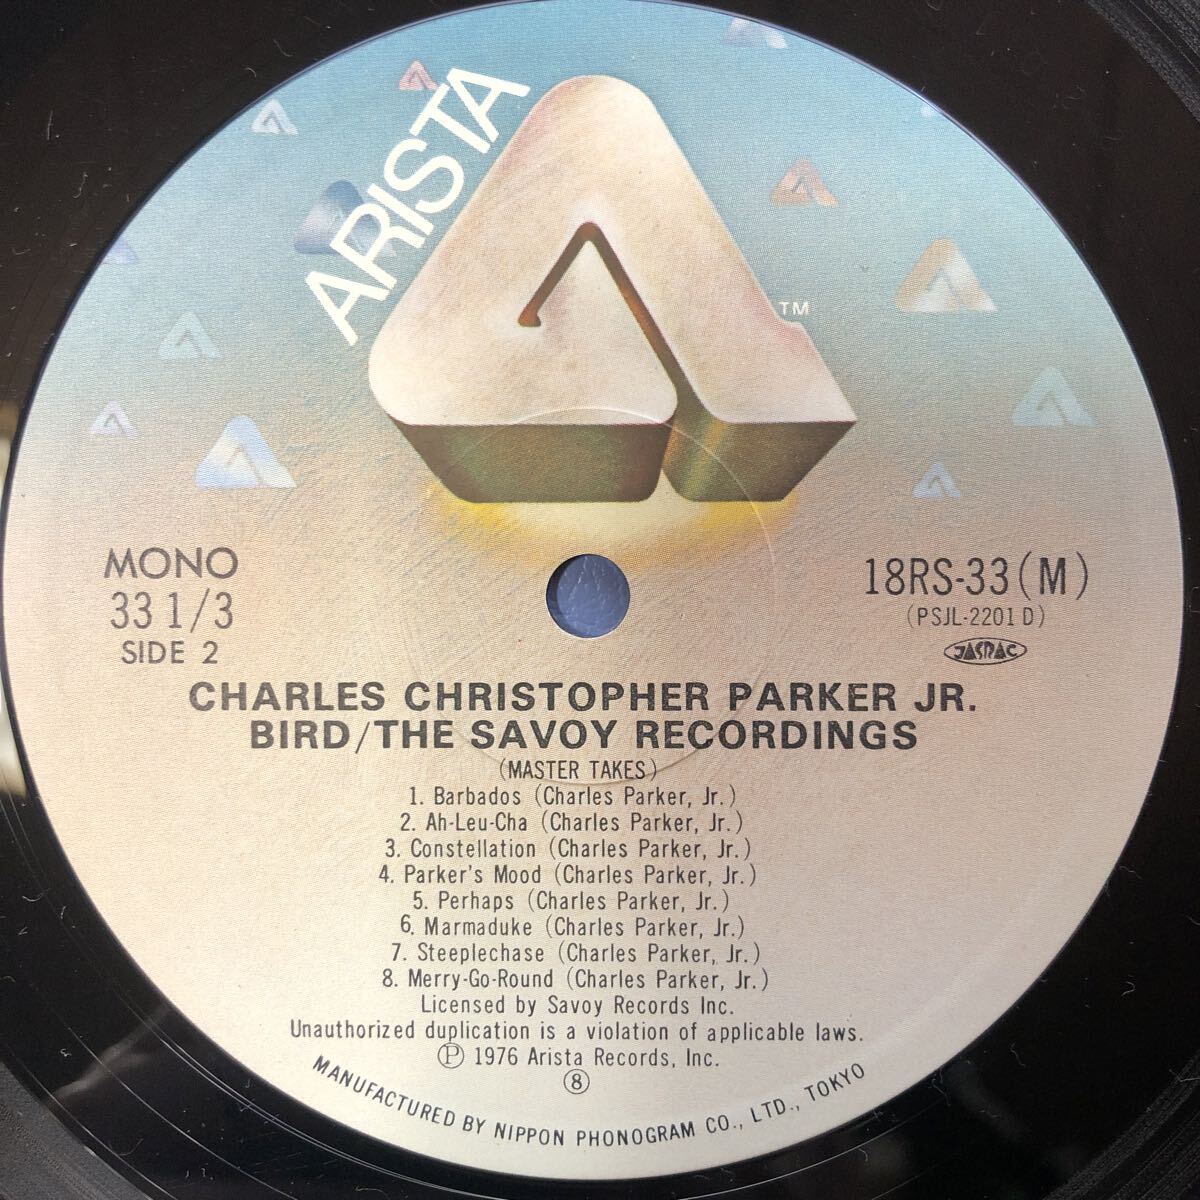 ARISTA
TM
MONO
33 1/3
SIDE 2
18RS-33(M)
(PSJL-2201 D)
JASRAC
CHARLES CHRISTOPHER PARKER JR.
BIRD/THE SAVOY RECORDINGS
(MASTER TAKES)
1. Barbados (Charles Parker, Jr.)
2. Ah-Leu-Cha (Charles Parker, Jr.)
3. Constellation (Charles Parker, Jr.)
4. Parker's Mood (Charles Parker, Jr.)
5. Perhaps (Charles Parker, Jr.)
6. Marmaduke (Charles Parker, Jr.)
7. Steeplechase (Charles Parker, Jr.)
8. Merry-Go-Round (Charles Parker, Jr.)
Licensed by Savoy Records Inc.
Unauthorized duplication is a violation of applicable laws.
Ⓟ 1976 Arista Records, Inc.
⑧
MANUFACTURED BY NIPPON PHONOGRAM CO., LTD., TOKYO